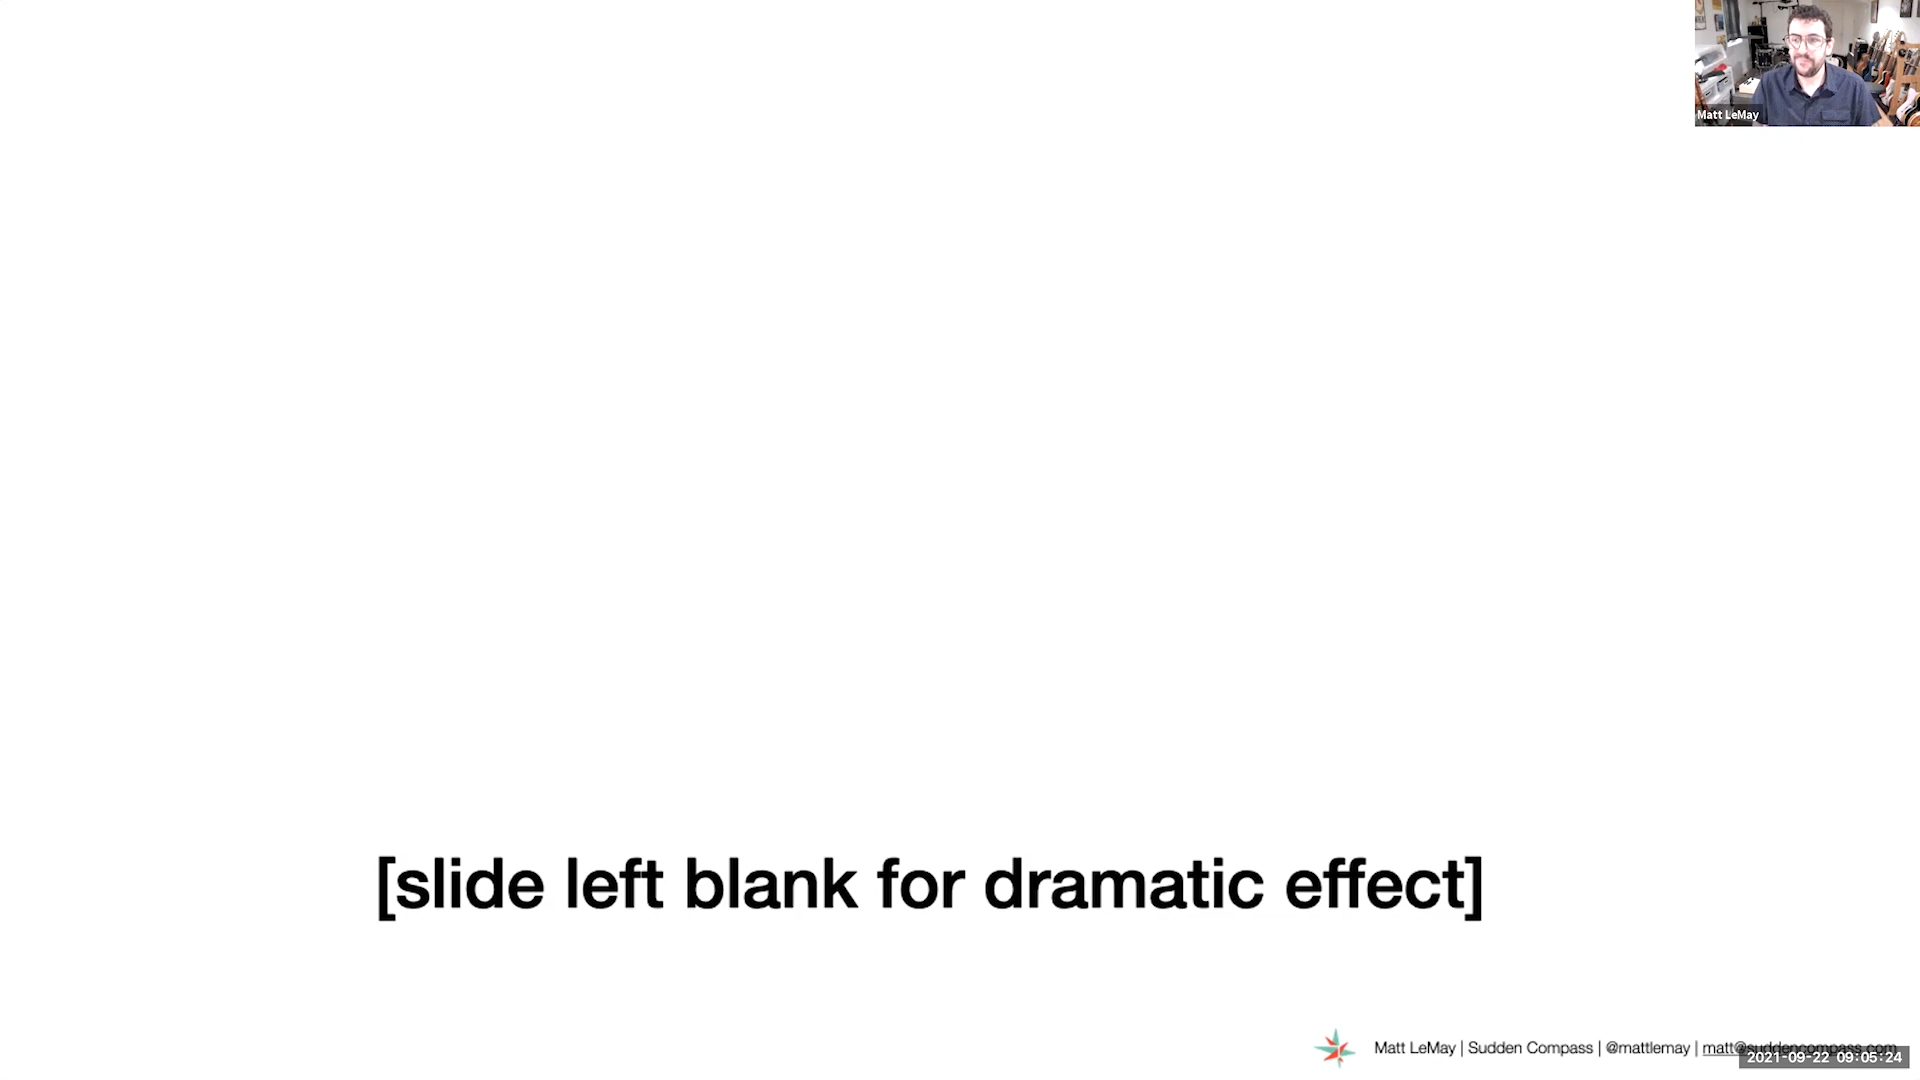 Matt LeMay
[slide left blank for dramatic effect]
Matt LeMay | Sudden Compass | @mattlemay | matt@suddencompass.com
2021-09-22 09:05:24